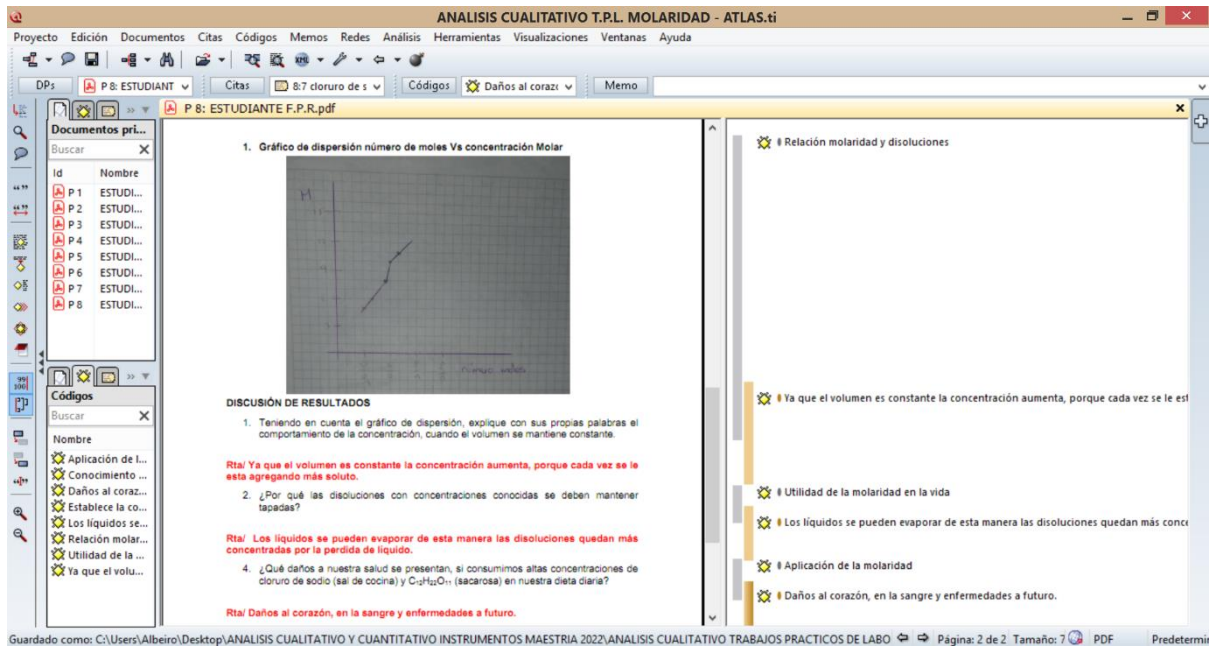 ANALISIS CUALITATIVO T.P.L. MOLARIDAD - ATLAS.ti
Proyecto Edición Documentos Citas Códigos Memos Redes Análisis Herramientas Visualizaciones Ventanas Ayuda
DPs P 8: ESTUDIANT Citas 8:7 cloruro de s Códigos Daños al corazc Memo
P 8: ESTUDIANTE F.P.R.pdf
Documentos pri...
Buscar
Id Nombre
P 1 ESTUDI...
P 2 ESTUDI...
P 3 ESTUDI...
P 4 ESTUDI...
P 5 ESTUDI...
P 6 ESTUDI...
P 7 ESTUDI...
P 8 ESTUDI...
Códigos
Buscar
Nombre
Aplicación de l...
Conocimiento ...
Daños al coraz...
Establece la co...
Los líquidos se...
Relación molar...
Utilidad de la ...
Ya que el volu...
1. Gráfico de dispersión número de moles Vs concentración Molar
M
número moles
DISCUSIÓN DE RESULTADOS
1. Teniendo en cuenta el gráfico de dispersión, explique con sus propias palabras el
comportamiento de la concentración, cuando el volumen se mantiene constante.
Rta/ Ya que el volumen es constante la concentración aumenta, porque cada vez se le
esta agregando más soluto.
2. ¿Por qué las disoluciones con concentraciones conocidas se deben mantener
tapadas?
Rta/ Los líquidos se pueden evaporar de esta manera las disoluciones quedan más
concentradas por la perdida de líquido.
4. ¿Qué daños a nuestra salud se presentan, si consumimos altas concentraciones de
cloruro de sodio (sal de cocina) y C₁₂H₂₂O₁₁ (sacarosa) en nuestra dieta diaria?
Rta/ Daños al corazón, en la sangre y enfermedades a futuro.
Relación molaridad y disoluciones
Ya que el volumen es constante la concentración aumenta, porque cada vez se le est
Utilidad de la molaridad en la vida
Los líquidos se pueden evaporar de esta manera las disoluciones quedan más conce
Aplicación de la molaridad
Daños al corazón, en la sangre y enfermedades a futuro.
Guardado como: C:\Users\Albeiro\Desktop\ANALISIS CUALITATIVO Y CUANTITATIVO INSTRUMENTOS MAESTRIA 2022\ANALISIS CUALITATIVO TRABAJOS PRACTICOS DE LABO Página: 2 de 2 Tamaño: 7 PDF Predetermin